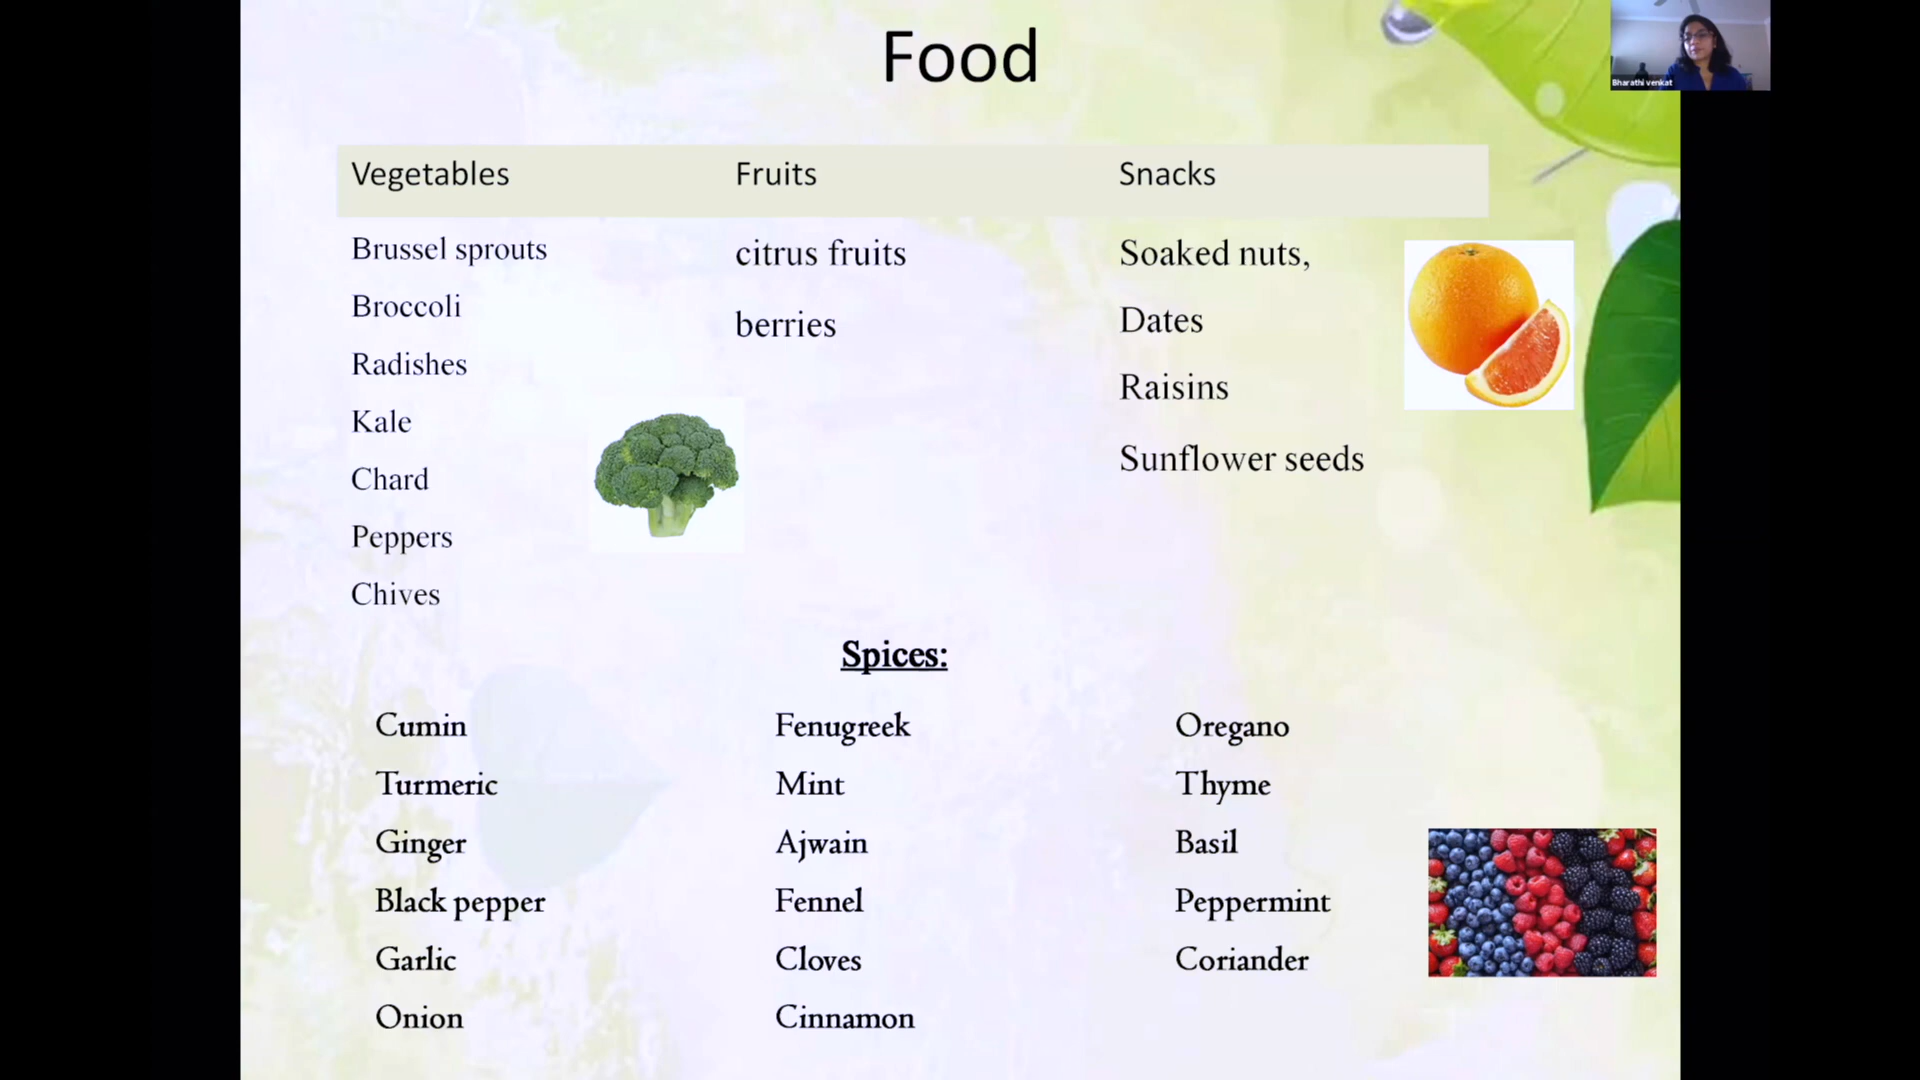 Food
Bharathi venkat
Vegetables
Fruits
Snacks
Brussel sprouts
Broccoli
Radishes
Kale
Chard
Peppers
Chives
citrus fruits
berries
Soaked nuts,
Dates
Raisins
Sunflower seeds
Spices:
Cumin
Turmeric
Ginger
Black pepper
Garlic
Onion
Fenugreek
Mint
Ajwain
Fennel
Cloves
Cinnamon
Oregano
Thyme
Basil
Peppermint
Coriander